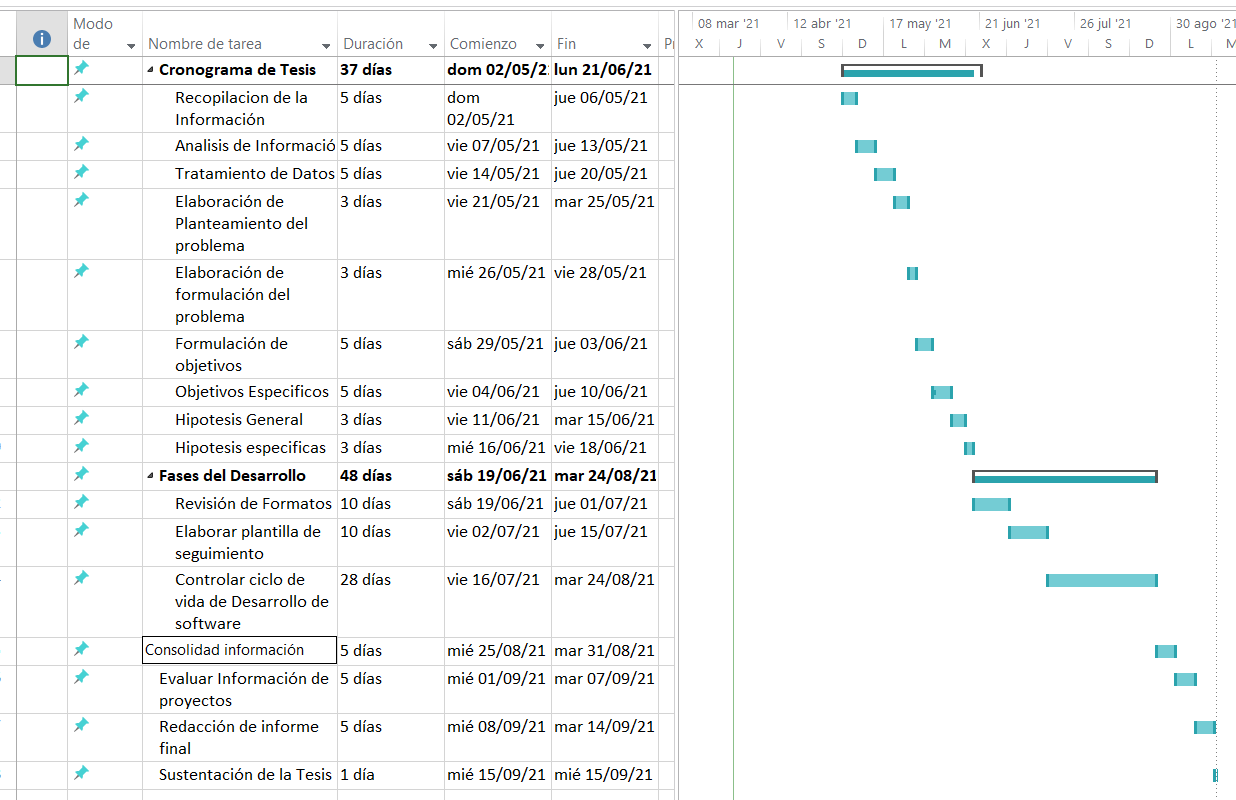 Modo de Nombre de tarea Duración Comienzo Fin
08 mar '21 12 abr '21 17 may '21 21 jun '21 26 jul '21 30 ago '21
X J V S D L M X J V S D L M
Cronograma de Tesis 37 días dom 02/05/2 lun 21/06/21
Recopilacion de la Información 5 días dom 02/05/21 jue 06/05/21
Analisis de Informació 5 días vie 07/05/21 jue 13/05/21
Tratamiento de Datos 5 días vie 14/05/21 jue 20/05/21
Elaboración de Planteamiento del problema 3 días vie 21/05/21 mar 25/05/21
Elaboración de formulación del problema 3 días mié 26/05/21 vie 28/05/21
Formulación de objetivos 5 días sáb 29/05/21 jue 03/06/21
Objetivos Especificos 5 días vie 04/06/21 jue 10/06/21
Hipotesis General 3 días vie 11/06/21 mar 15/06/21
Hipotesis especificas 3 días mié 16/06/21 vie 18/06/21
Fases del Desarrollo 48 días sáb 19/06/21 mar 24/08/21
Revisión de Formatos 10 días sáb 19/06/21 jue 01/07/21
Elaborar plantilla de seguimiento 10 días vie 02/07/21 jue 15/07/21
Controlar ciclo de vida de Desarrollo de software 28 días vie 16/07/21 mar 24/08/21
Consolidad información 5 días mié 25/08/21 mar 31/08/21
Evaluar Información de proyectos 5 días mié 01/09/21 mar 07/09/21
Redacción de informe final 5 días mié 08/09/21 mar 14/09/21
Sustentación de la Tesis 1 día mié 15/09/21 mié 15/09/21